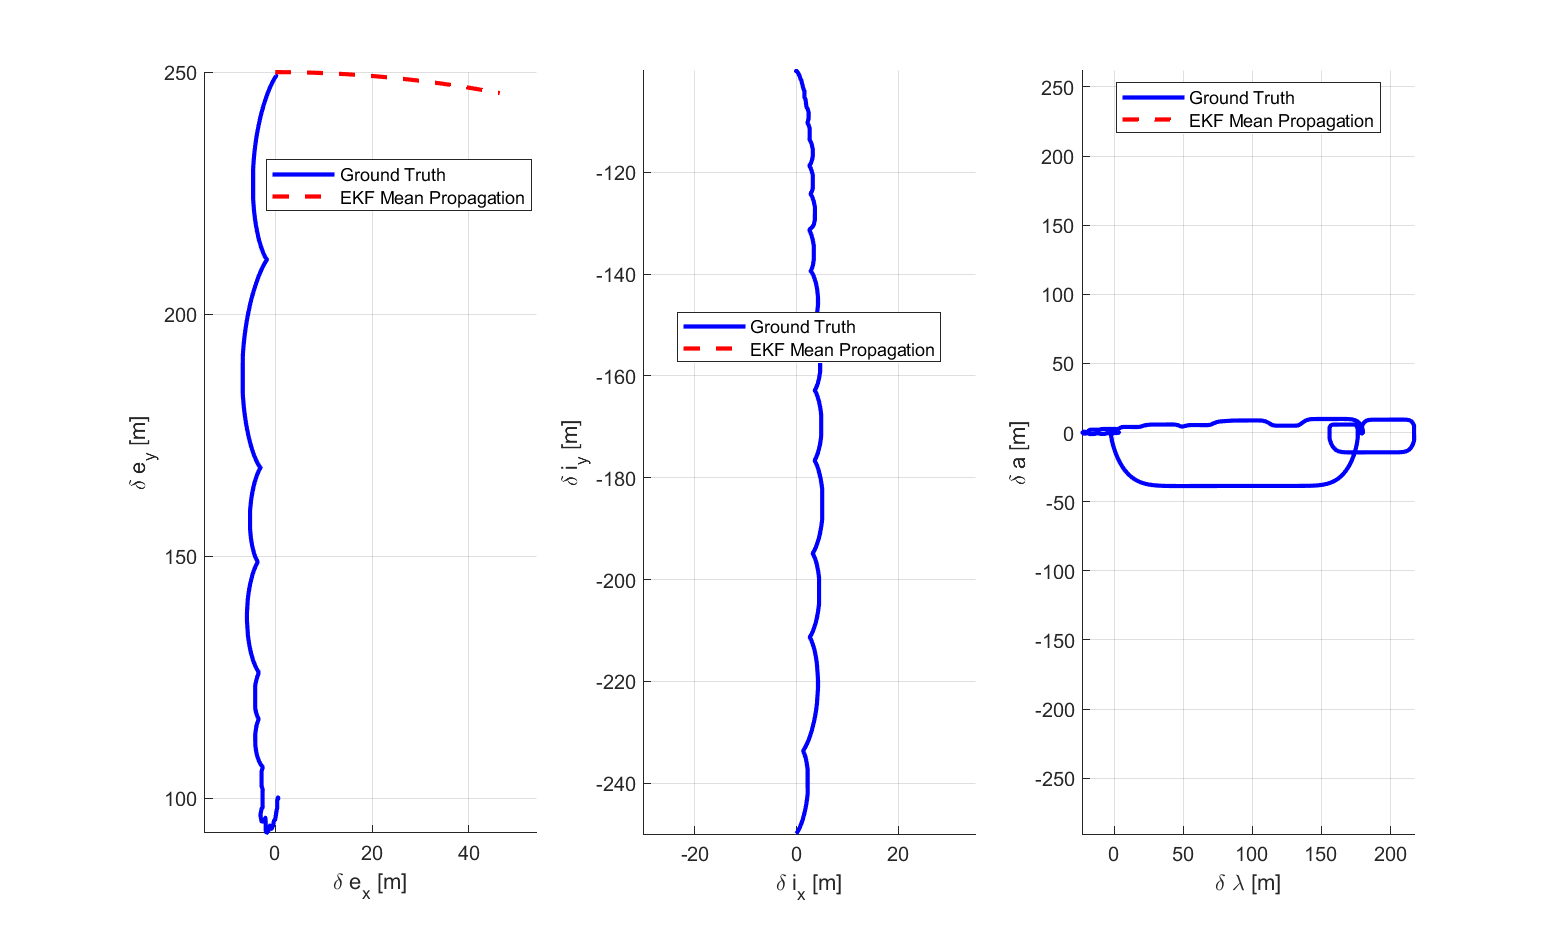 250
200
150
100
0
20
40
δ e_y [m]
δ e_x [m]
Ground Truth
EKF Mean Propagation
-120
-140
-160
-180
-200
-220
-240
-20
0
20
δ i_y [m]
δ i_x [m]
Ground Truth
EKF Mean Propagation
250
200
150
100
50
0
-50
-100
-150
-200
-250
0
50
100
150
200
δ a [m]
δ λ [m]
Ground Truth
EKF Mean Propagation